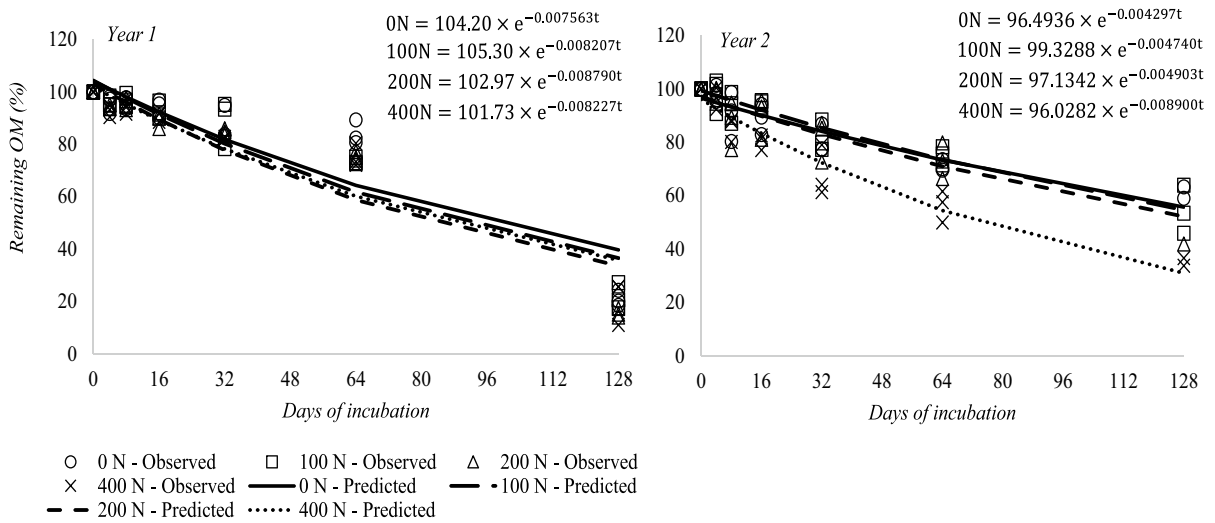 Year 1
0N = 104.20 × e^−0.007563t
100N = 105.30 × e^−0.008207t
200N = 102.97 × e^−0.008790t
400N = 101.73 × e^−0.008227t
Remaining OM (%)
120
100
80
60
40
20
0
0 16 32 48 64 80 96 112 128
Days of incubation
Year 2
0N = 96.4936 × e^−0.004297t
100N = 99.3288 × e^−0.004740t
200N = 97.1342 × e^−0.004903t
400N = 96.0282 × e^−0.008900t
120
100
80
60
40
20
0
0 16 32 48 64 80 96 112 128
Days of incubation
0 N - Observed 100 N - Observed 200 N - Observed
400 N - Observed 0 N - Predicted 100 N - Predicted
200 N - Predicted 400 N - Predicted